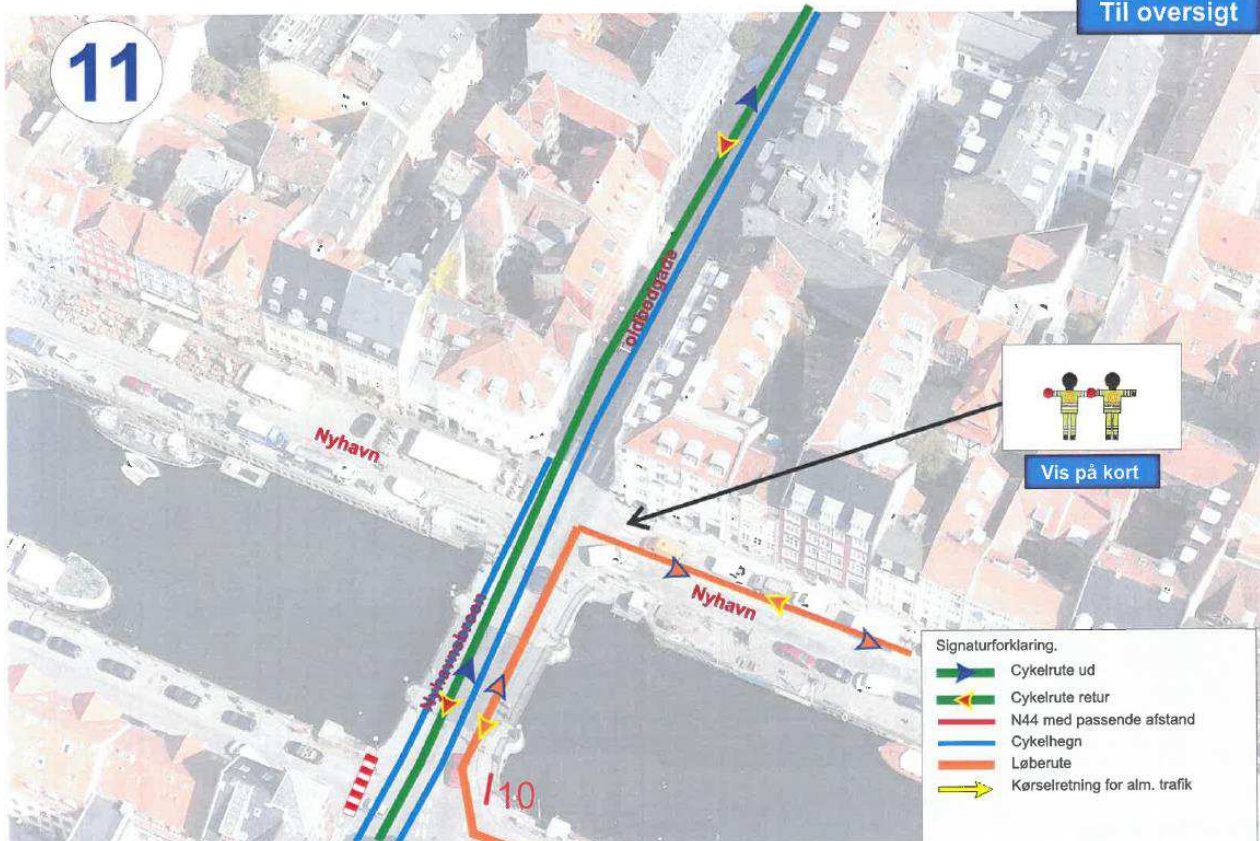 11
Til oversigt
Toldbodgade
Nyhavn
Vis på kort
Nyhavnsbroen
Nyhavn
10
Signaturforklaring.
Cykelrute ud
Cykelrute retur
N44 med passende afstand
Cykelhegn
Løberute
Kørselretning for alm. trafik